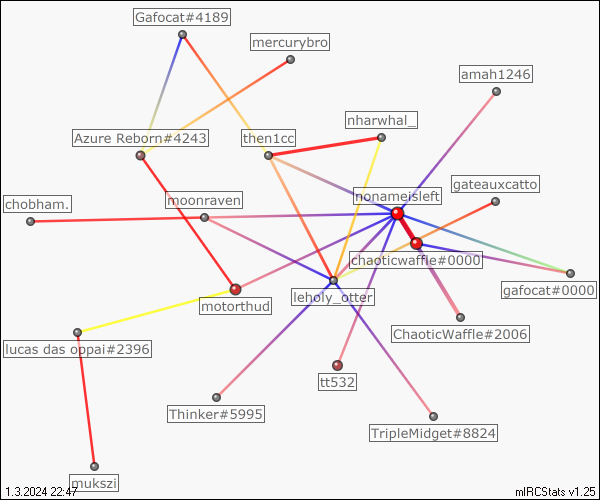 Gafocat#4189
mercurybro
amah1246
nharwhal_
Azure Reborn#4243
then1cc
gateauxcatto
nonameisleft
chobham.
moonraven
chaoticwaffle#0000
gafocat#0000
leholy_otter
motorthud
ChaoticWaffle#2006
lucas das oppai#2396
tt532
Thinker#5995
TripleMidget#8824
mukszi
1.3.2024 22:47
mIRCStats v1.25